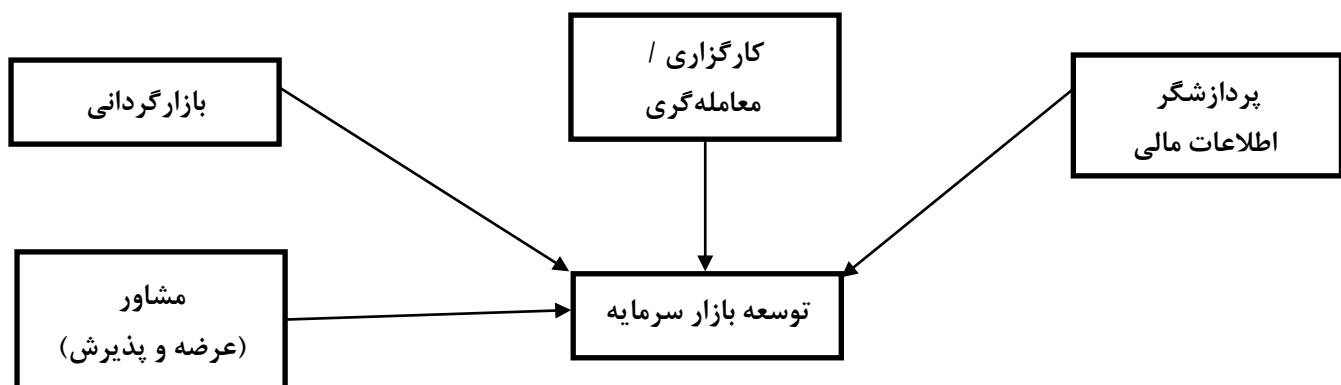 پردازشگر
اطلاعات مالی
کارگزاری /
معامله‌گری
بازارگردانی
توسعه بازار سرمایه
مشاور
(عرضه و پذیرش)